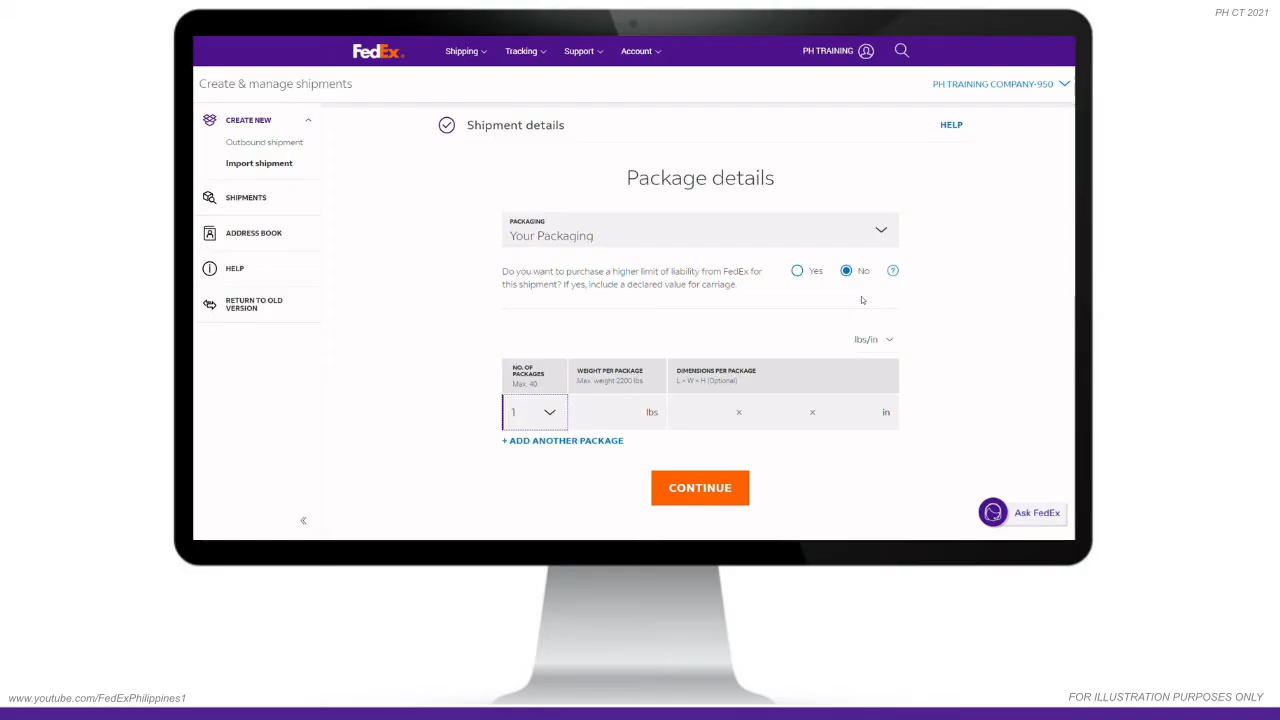 PH CT 2021
FedEx
Shipping
Tracking
Support
Account
PH TRAINING
Create & manage shipments
PH TRAINING COMPANY-950
CREATE NEW
Outbound shipment
Import shipment
SHIPMENTS
ADDRESS BOOK
HELP
RETURN TO OLD
VERSION
Shipment details
HELP
Package details
PACKAGING
Your Packaging
Do you want to purchase a higher limit of liability from FedEx for
this shipment? If yes, include a declared value for carriage.
Yes
No
?
lbs/in
NO. OF
PACKAGES
Max. 40
WEIGHT PER PACKAGE
Max. weight 2200 lbs.
DIMENSIONS PER PACKAGE
L × W × H (Optional)
1
lbs
× × in
+ ADD ANOTHER PACKAGE
CONTINUE
Ask FedEx
www.youtube.com/FedExPhilippines1
FOR ILLUSTRATION PURPOSES ONLY